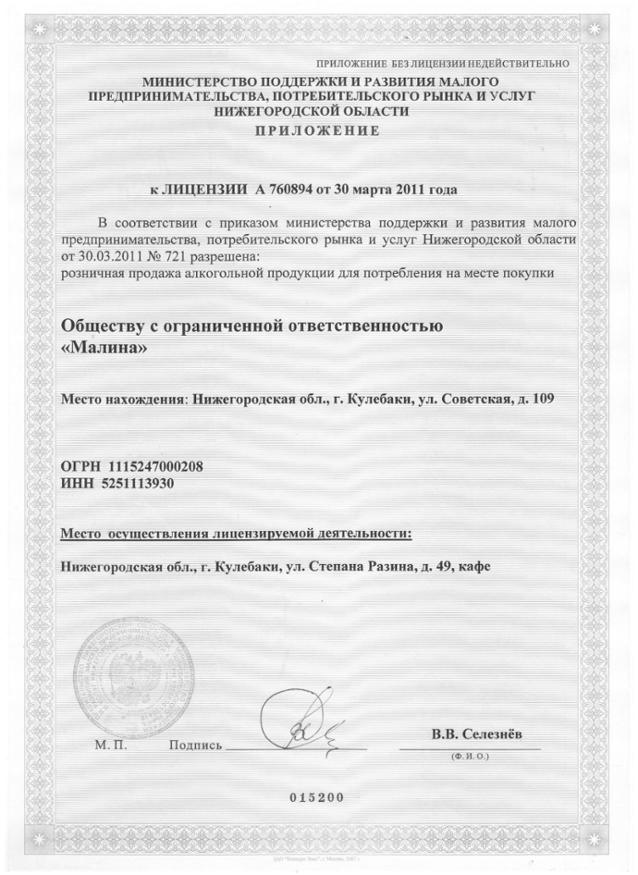 ПРИЛОЖЕНИЕ БЕЗ ЛИЦЕНЗИИ НЕДЕЙСТВИТЕЛЬНО
МИНИСТЕРСТВО ПОДДЕРЖКИ И РАЗВИТИЯ МАЛОГО
ПРЕДПРИНИМАТЕЛЬСТВА, ПОТРЕБИТЕЛЬСКОГО РЫНКА И УСЛУГ
НИЖЕГОРОДСКОЙ ОБЛАСТИ
ПРИЛОЖЕНИЕ
к ЛИЦЕНЗИИ А 760894 от 30 марта 2011 года
В соответствии с приказом министерства поддержки и развития малого
предпринимательства, потребительского рынка и услуг Нижегородской области
от 30.03.2011 № 721 разрешена:
розничная продажа алкогольной продукции для потребления на месте покупки
Обществу с ограниченной ответственностью
«Малина»
Место нахождения: Нижегородская обл., г. Кулебаки, ул. Советская, д. 109
ОГРН 1115247000208
ИНН 5251113930
Место осуществления лицензируемой деятельности:
Нижегородская обл., г. Кулебаки, ул. Степана Разина, д. 49, кафе
М. П. Подпись
В.В. Селезнёв
(Ф. И. О.)
015200